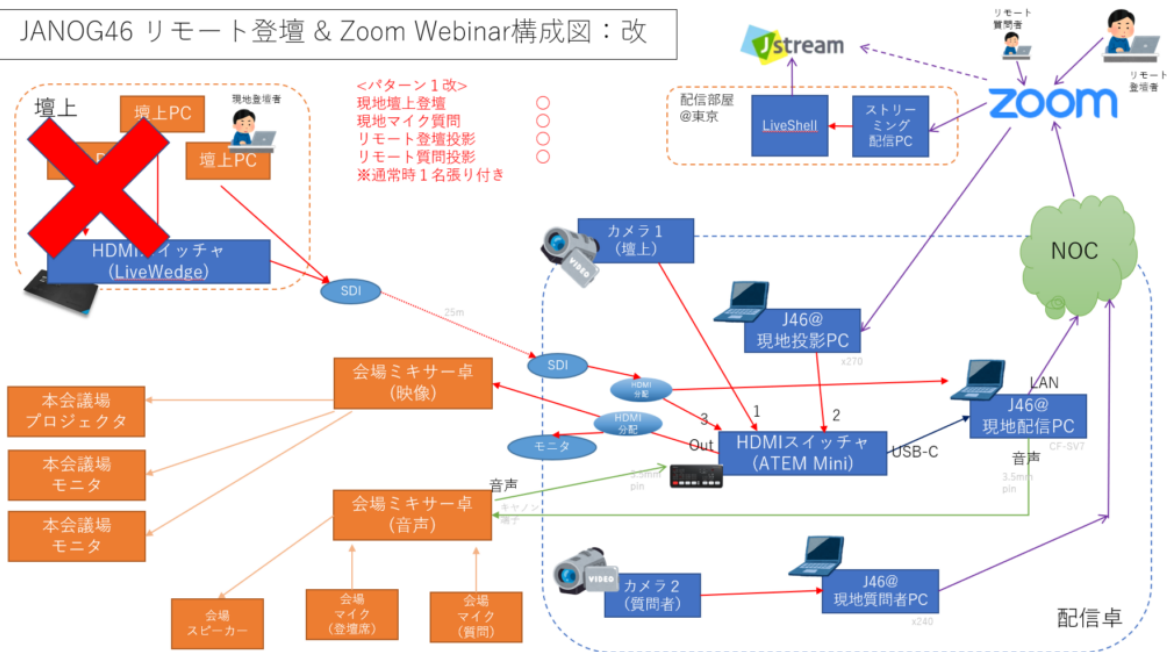 JANOG46 リモート登壇 & Zoom Webinar構成図：改
壇上
壇上PC
現地登壇者
壇上PC
HDMIスイッチャ
(LiveWedge)
<パターン１改>
現地壇上登壇 ○
現地マイク質問 ○
リモート登壇投影 ○
リモート質問投影 ○
※通常時１名張り付き
Jstream
配信部屋
@東京
LiveShell
ストリー
ミング
配信PC
リモート
質問者
リモート
登壇者
zoom
NOC
SDI
25m
SDI
HDMI
分配
HDMI
分配
モニタ
カメラ１
(壇上)
VIDEO
J46@
現地投影PC
x270
1
2
3
Out
HDMIスイッチャ
(ATEM Mini)
USB-C
LAN
J46@
現地配信PC
CF-SV7
音声
3.5mm
pin
3.5mm
pin
会場ミキサー卓
(映像)
本会議場
プロジェクタ
本会議場
モニタ
本会議場
モニタ
音声
キャノン
端子
会場ミキサー卓
(音声)
会場
スピーカー
会場
マイク
(登壇席)
会場
マイク
(質問)
VIDEO
カメラ２
(質問者)
J46@
現地質問者PC
x240
配信卓